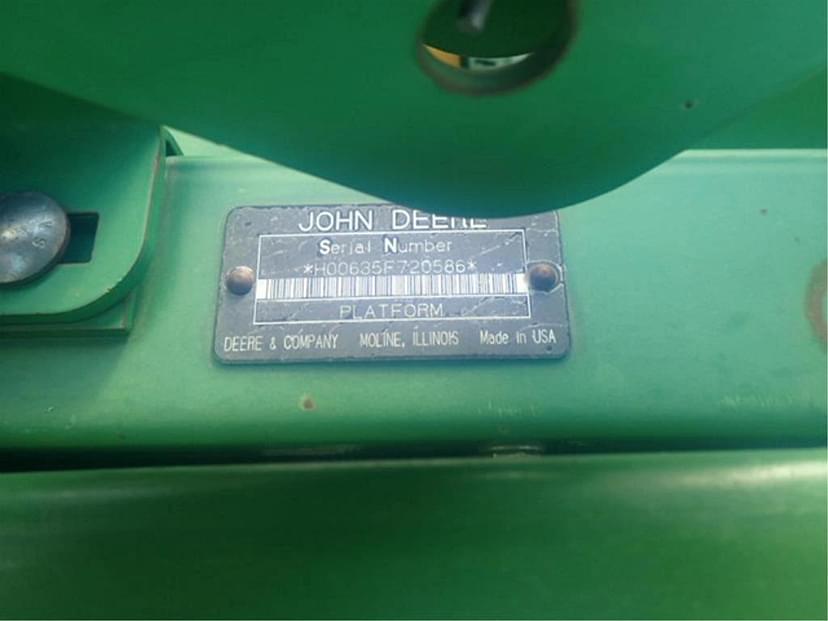 JOHN DEERE
Serial Number
*H00635F720586*
PLATFORM
DEERE & COMPANY MOLINE, ILLINOIS Made in USA